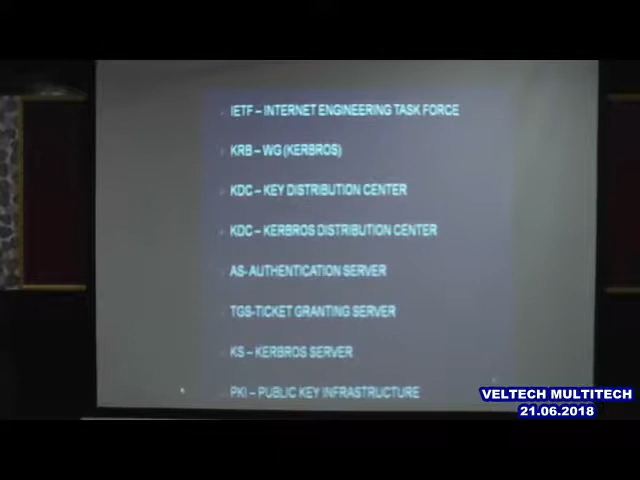 IETF – INTERNET ENGINEERING TASK FORCE
KRB – WG (KERBROS)
KDC – KEY DISTRIBUTION CENTER
KDC – KERBROS DISTRIBUTION CENTER
AS- AUTHENTICATION SERVER
TGS-TICKET GRANTING SERVER
KS – KERBROS SERVER
PKI – PUBLIC KEY INFRASTRUCTURE
VELTECH MULTITECH
21.06.2018